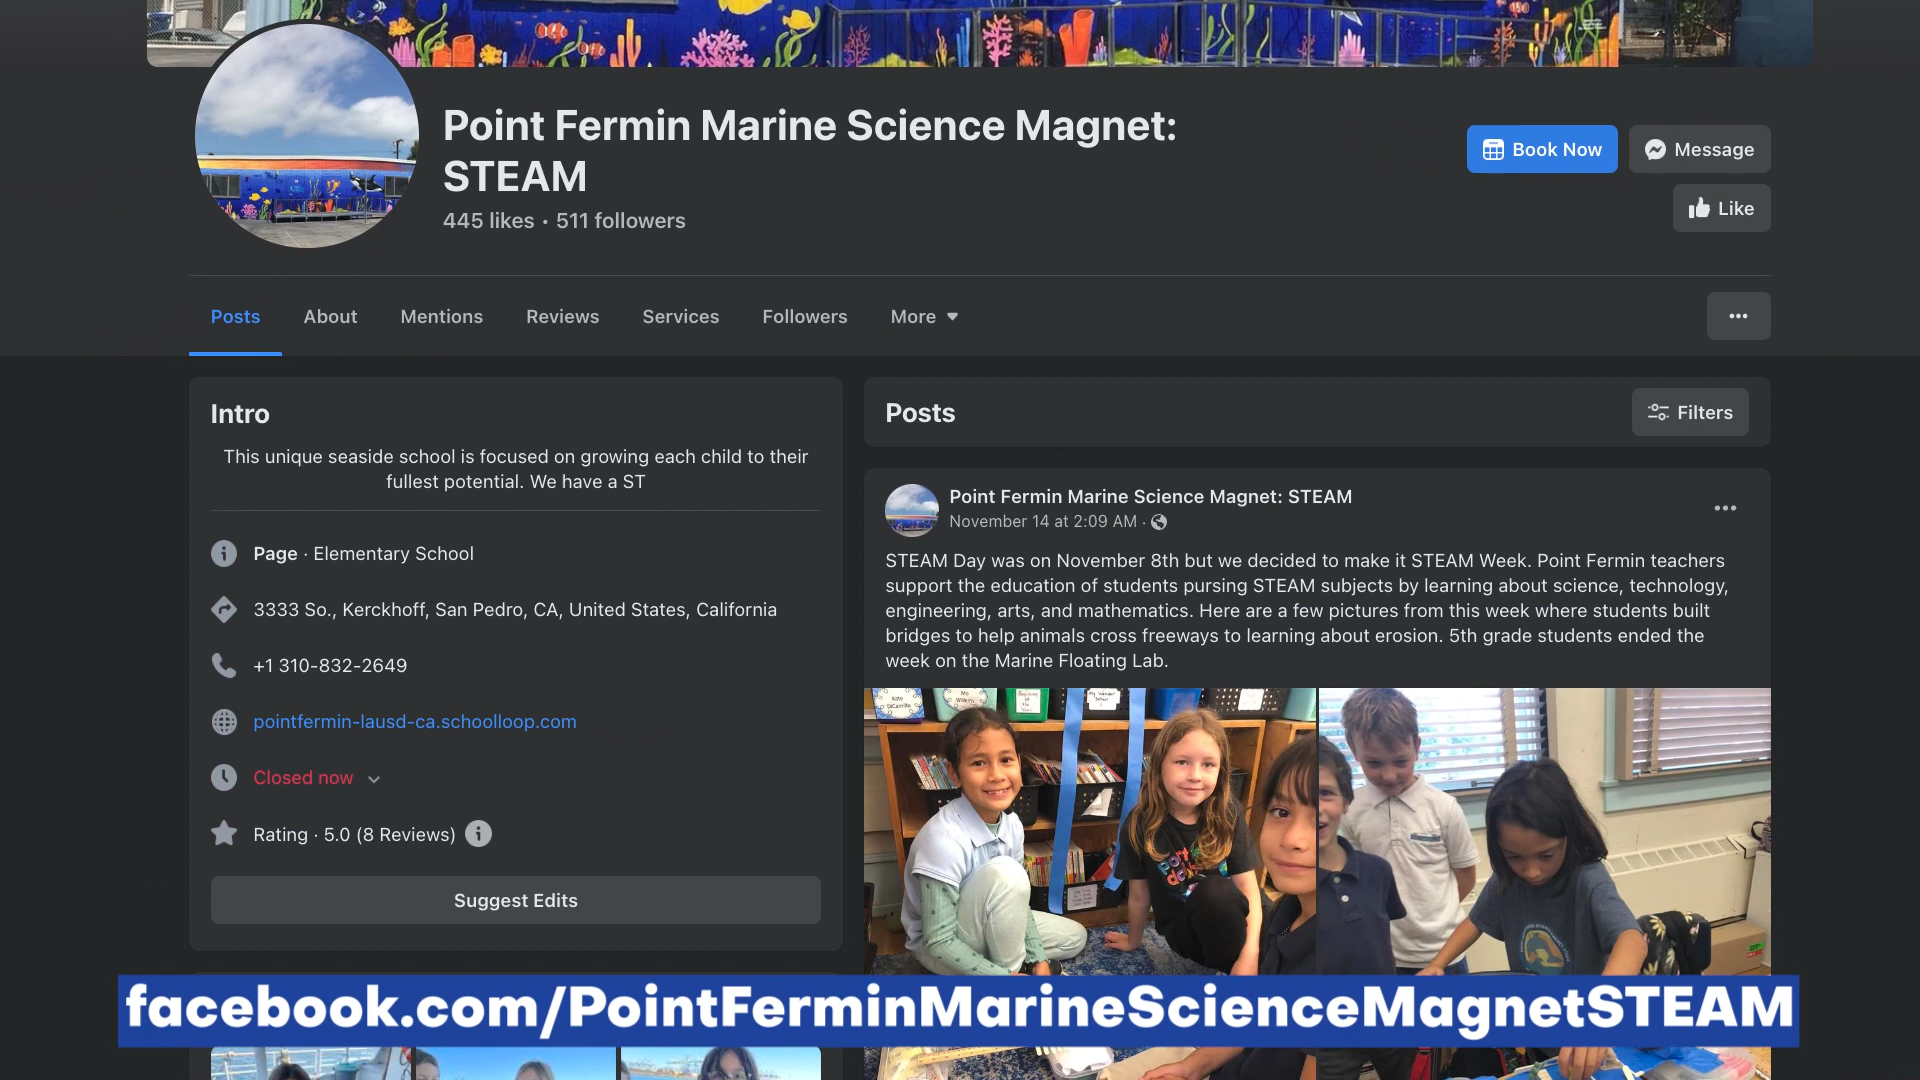 Point Fermin Marine Science Magnet:
STEAM
445 likes · 511 followers
Book Now
Message
Like
Posts
About
Mentions
Reviews
Services
Followers
More
Intro
This unique seaside school is focused on growing each child to their
fullest potential. We have a ST
Page · Elementary School
3333 So., Kerckhoff, San Pedro, CA, United States, California
+1 310-832-2649
pointfermin-lausd-ca.schoolloop.com
Closed now
Rating · 5.0 (8 Reviews)
Suggest Edits
Posts
Filters
Point Fermin Marine Science Magnet: STEAM
November 14 at 2:09 AM ·
STEAM Day was on November 8th but we decided to make it STEAM Week. Point Fermin teachers
support the education of students pursing STEAM subjects by learning about science, technology,
engineering, arts, and mathematics. Here are a few pictures from this week where students built
bridges to help animals cross freeways to learning about erosion. 5th grade students ended the
week on the Marine Floating Lab.
Kate
DiCamillo
Mo
Willems
facebook.com/PointFerminMarineScienceMagnetSTEAM